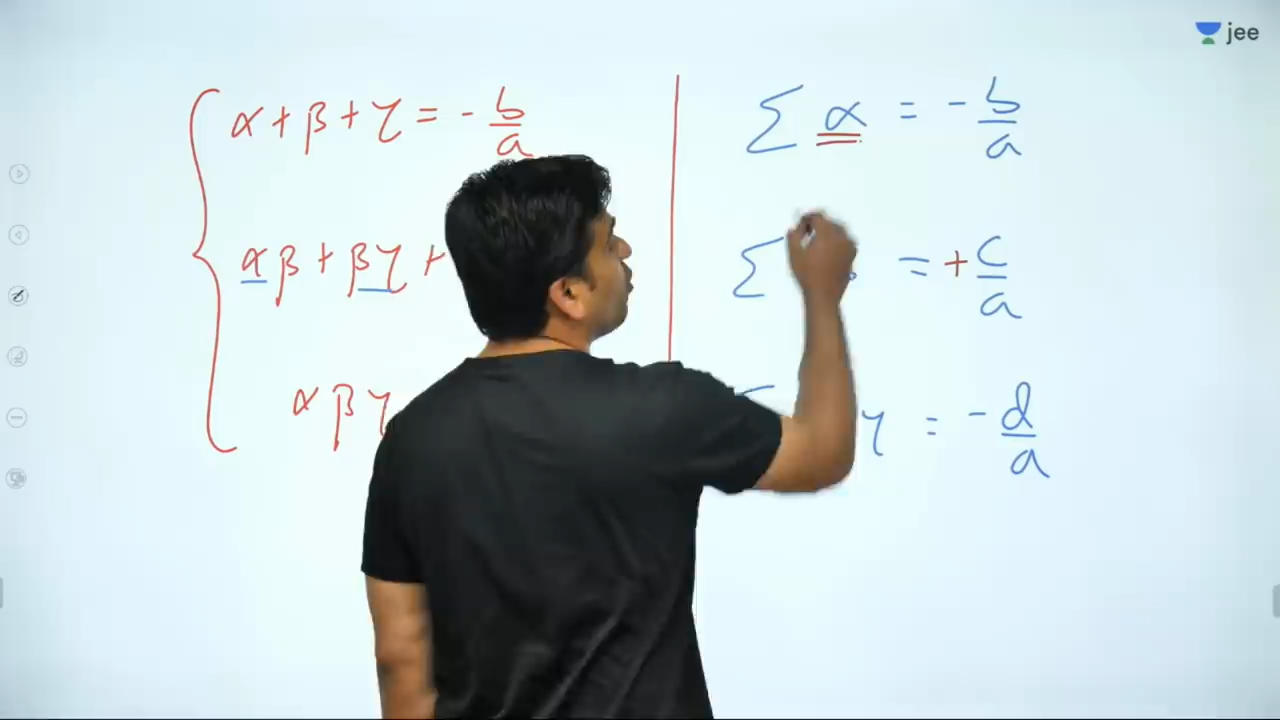 jee
α + β + γ = - b/a
αβ + βγ +
αβγ
Σ α = - b/a
Σ = + c/a
γ = - d/a